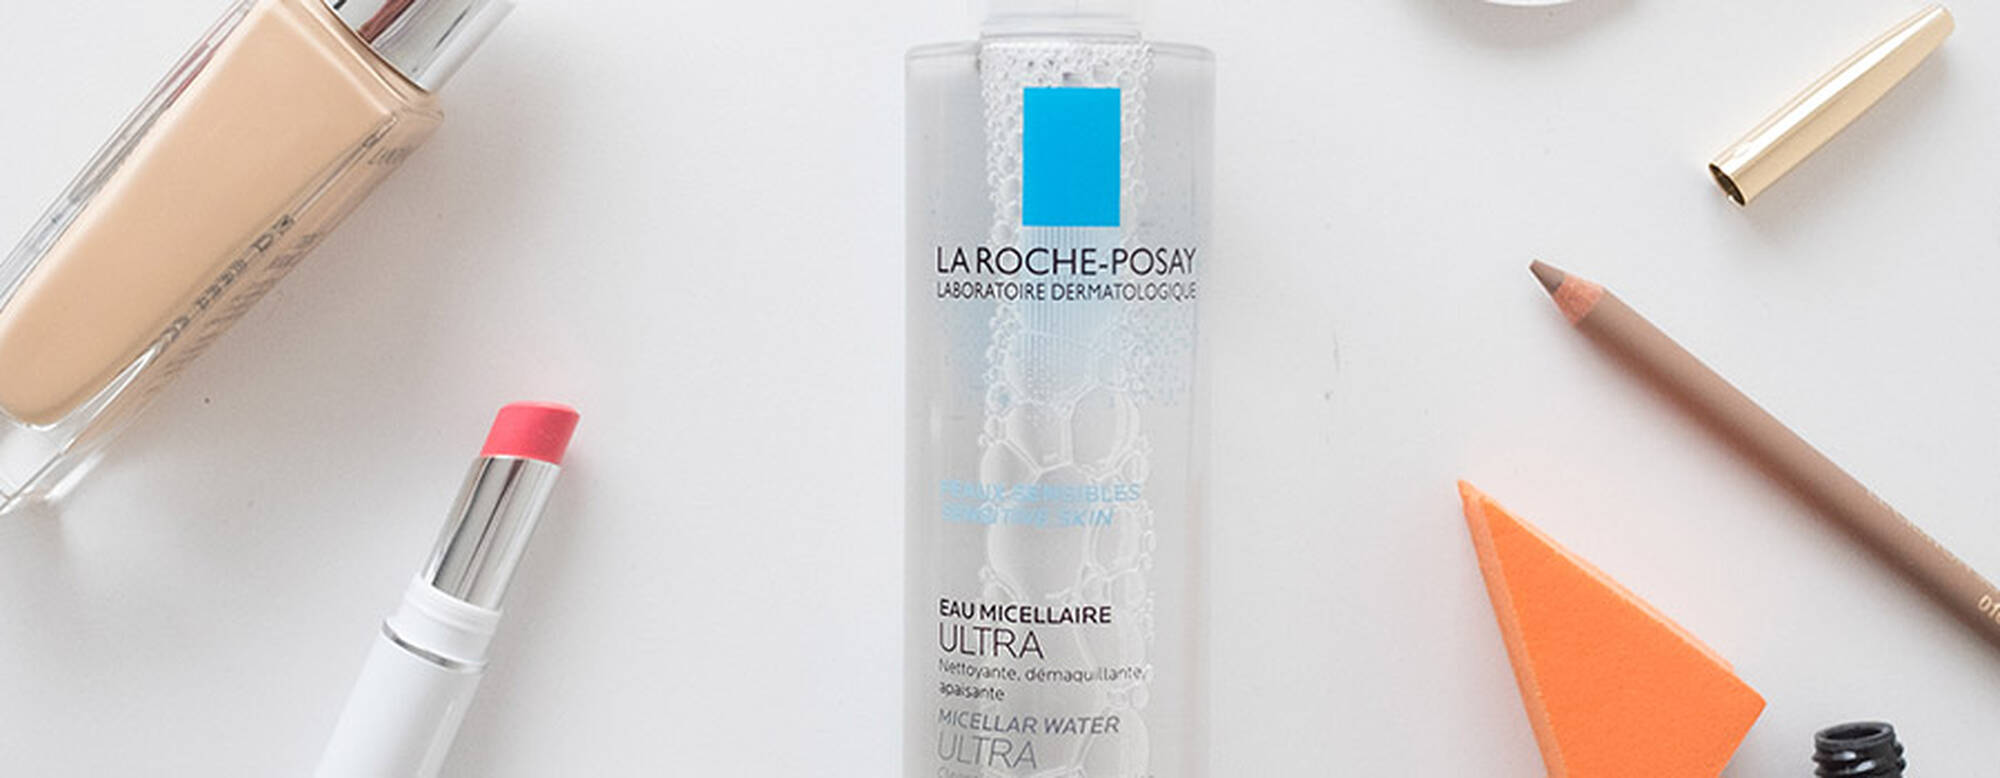 LA ROCHE-POSAY
LABORATOIRE DERMATOLOGIQUE
PEAUX SENSIBLES
SENSITIVE SKIN
EAU MICELLAIRE
ULTRA
Nettoyante, démaquillante,
apaisante
MICELLAR WATER
ULTRA